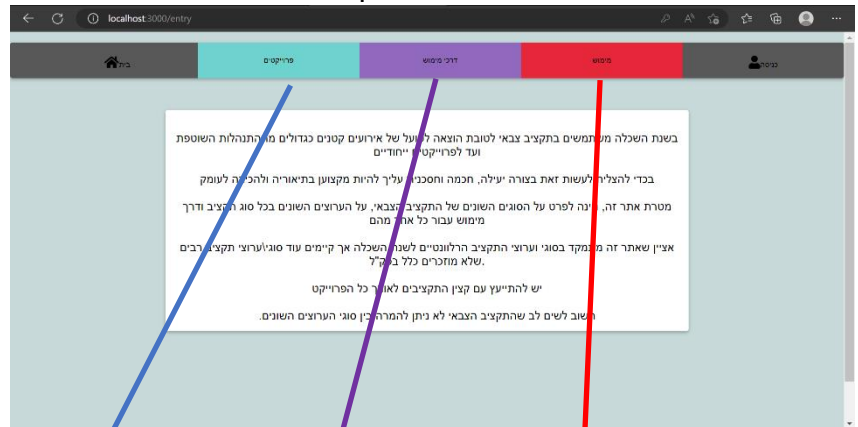 localhost:3000/entry
כניסה
מימוש
דרכי מימוש
פרוייקטים
בית
בשנת השכלה משתמשים בתקציב צבאי לטובת הוצאה לפועל של אירועים קטנים כגדולים מהתנהלות השוטפת
ועד לפרוייקטים ייחודיים
בכדי להצליח לעשות זאת בצורה יעילה, חכמה וחסכנית עליך להיות מקצוען בתיאוריה ולהכירה לעומק
מטרת אתר זה, הינה לפרט על הסוגים השונים של התקציב הצבאי, על הערוצים השונים בכל סוג תקציב ודרך
מימוש עבור כל אחד מהם
אציין שאתר זה מתמקד בסוגי וערוצי התקציב הרלוונטיים לשנת השכלה אך קיימים עוד סוגי\ערוצי תקציב רבים
שלא מוזכרים כלל בפק"ל.
יש להתייעץ עם קצין התקציבים לאורך כל הפרוייקט
חשוב לשים לב שהתקציב הצבאי לא ניתן להמרה בין סוגי הערוצים השונים.